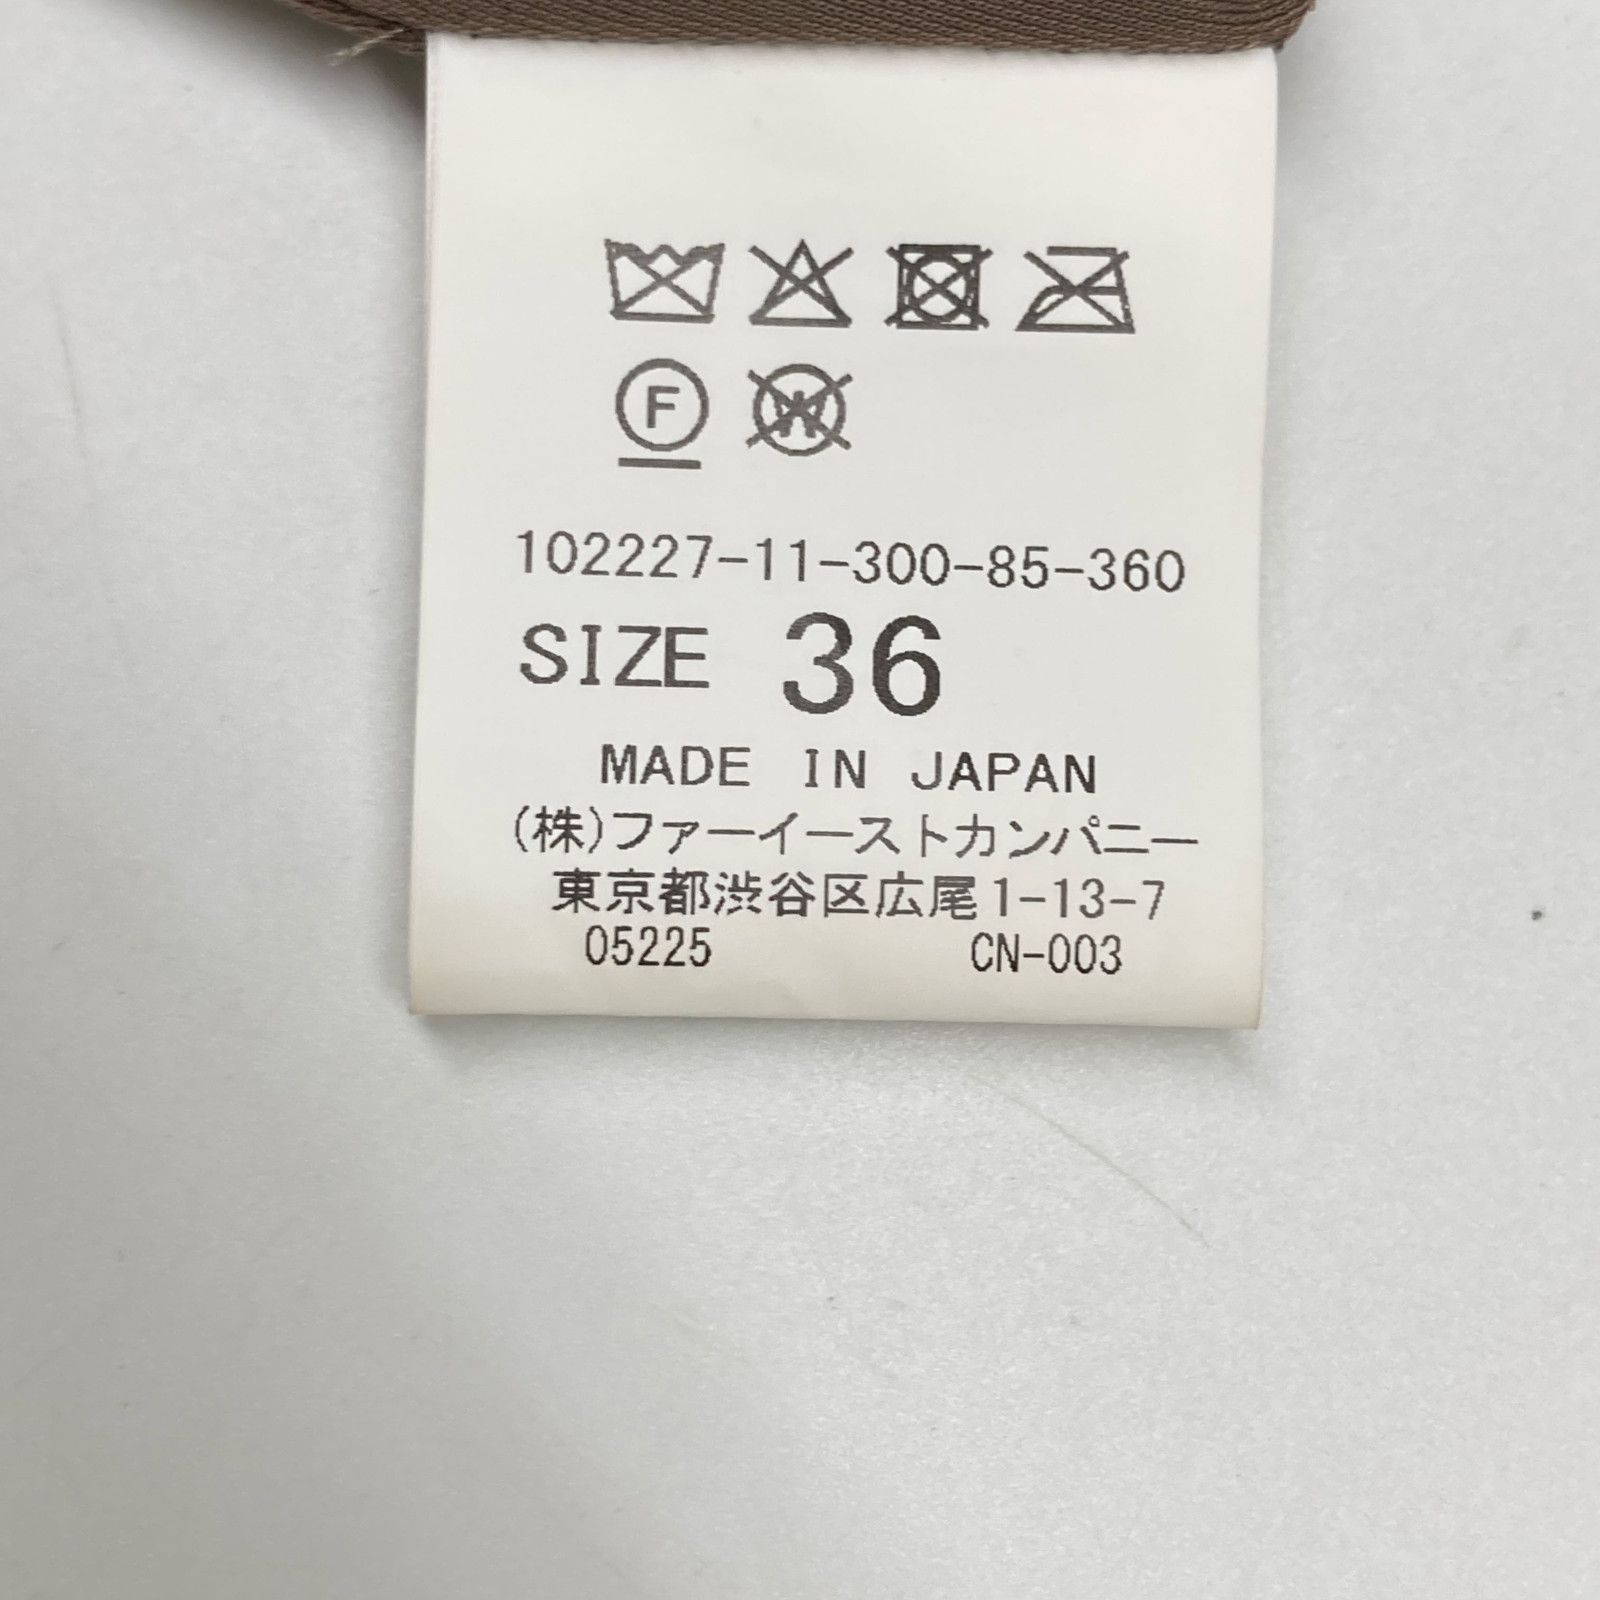 F W
102227-11-300-85-360
SIZE 36
MADE IN JAPAN
(株)ファーイーストカンパニー
東京都渋谷区広尾1-13-7
05225 CN-003